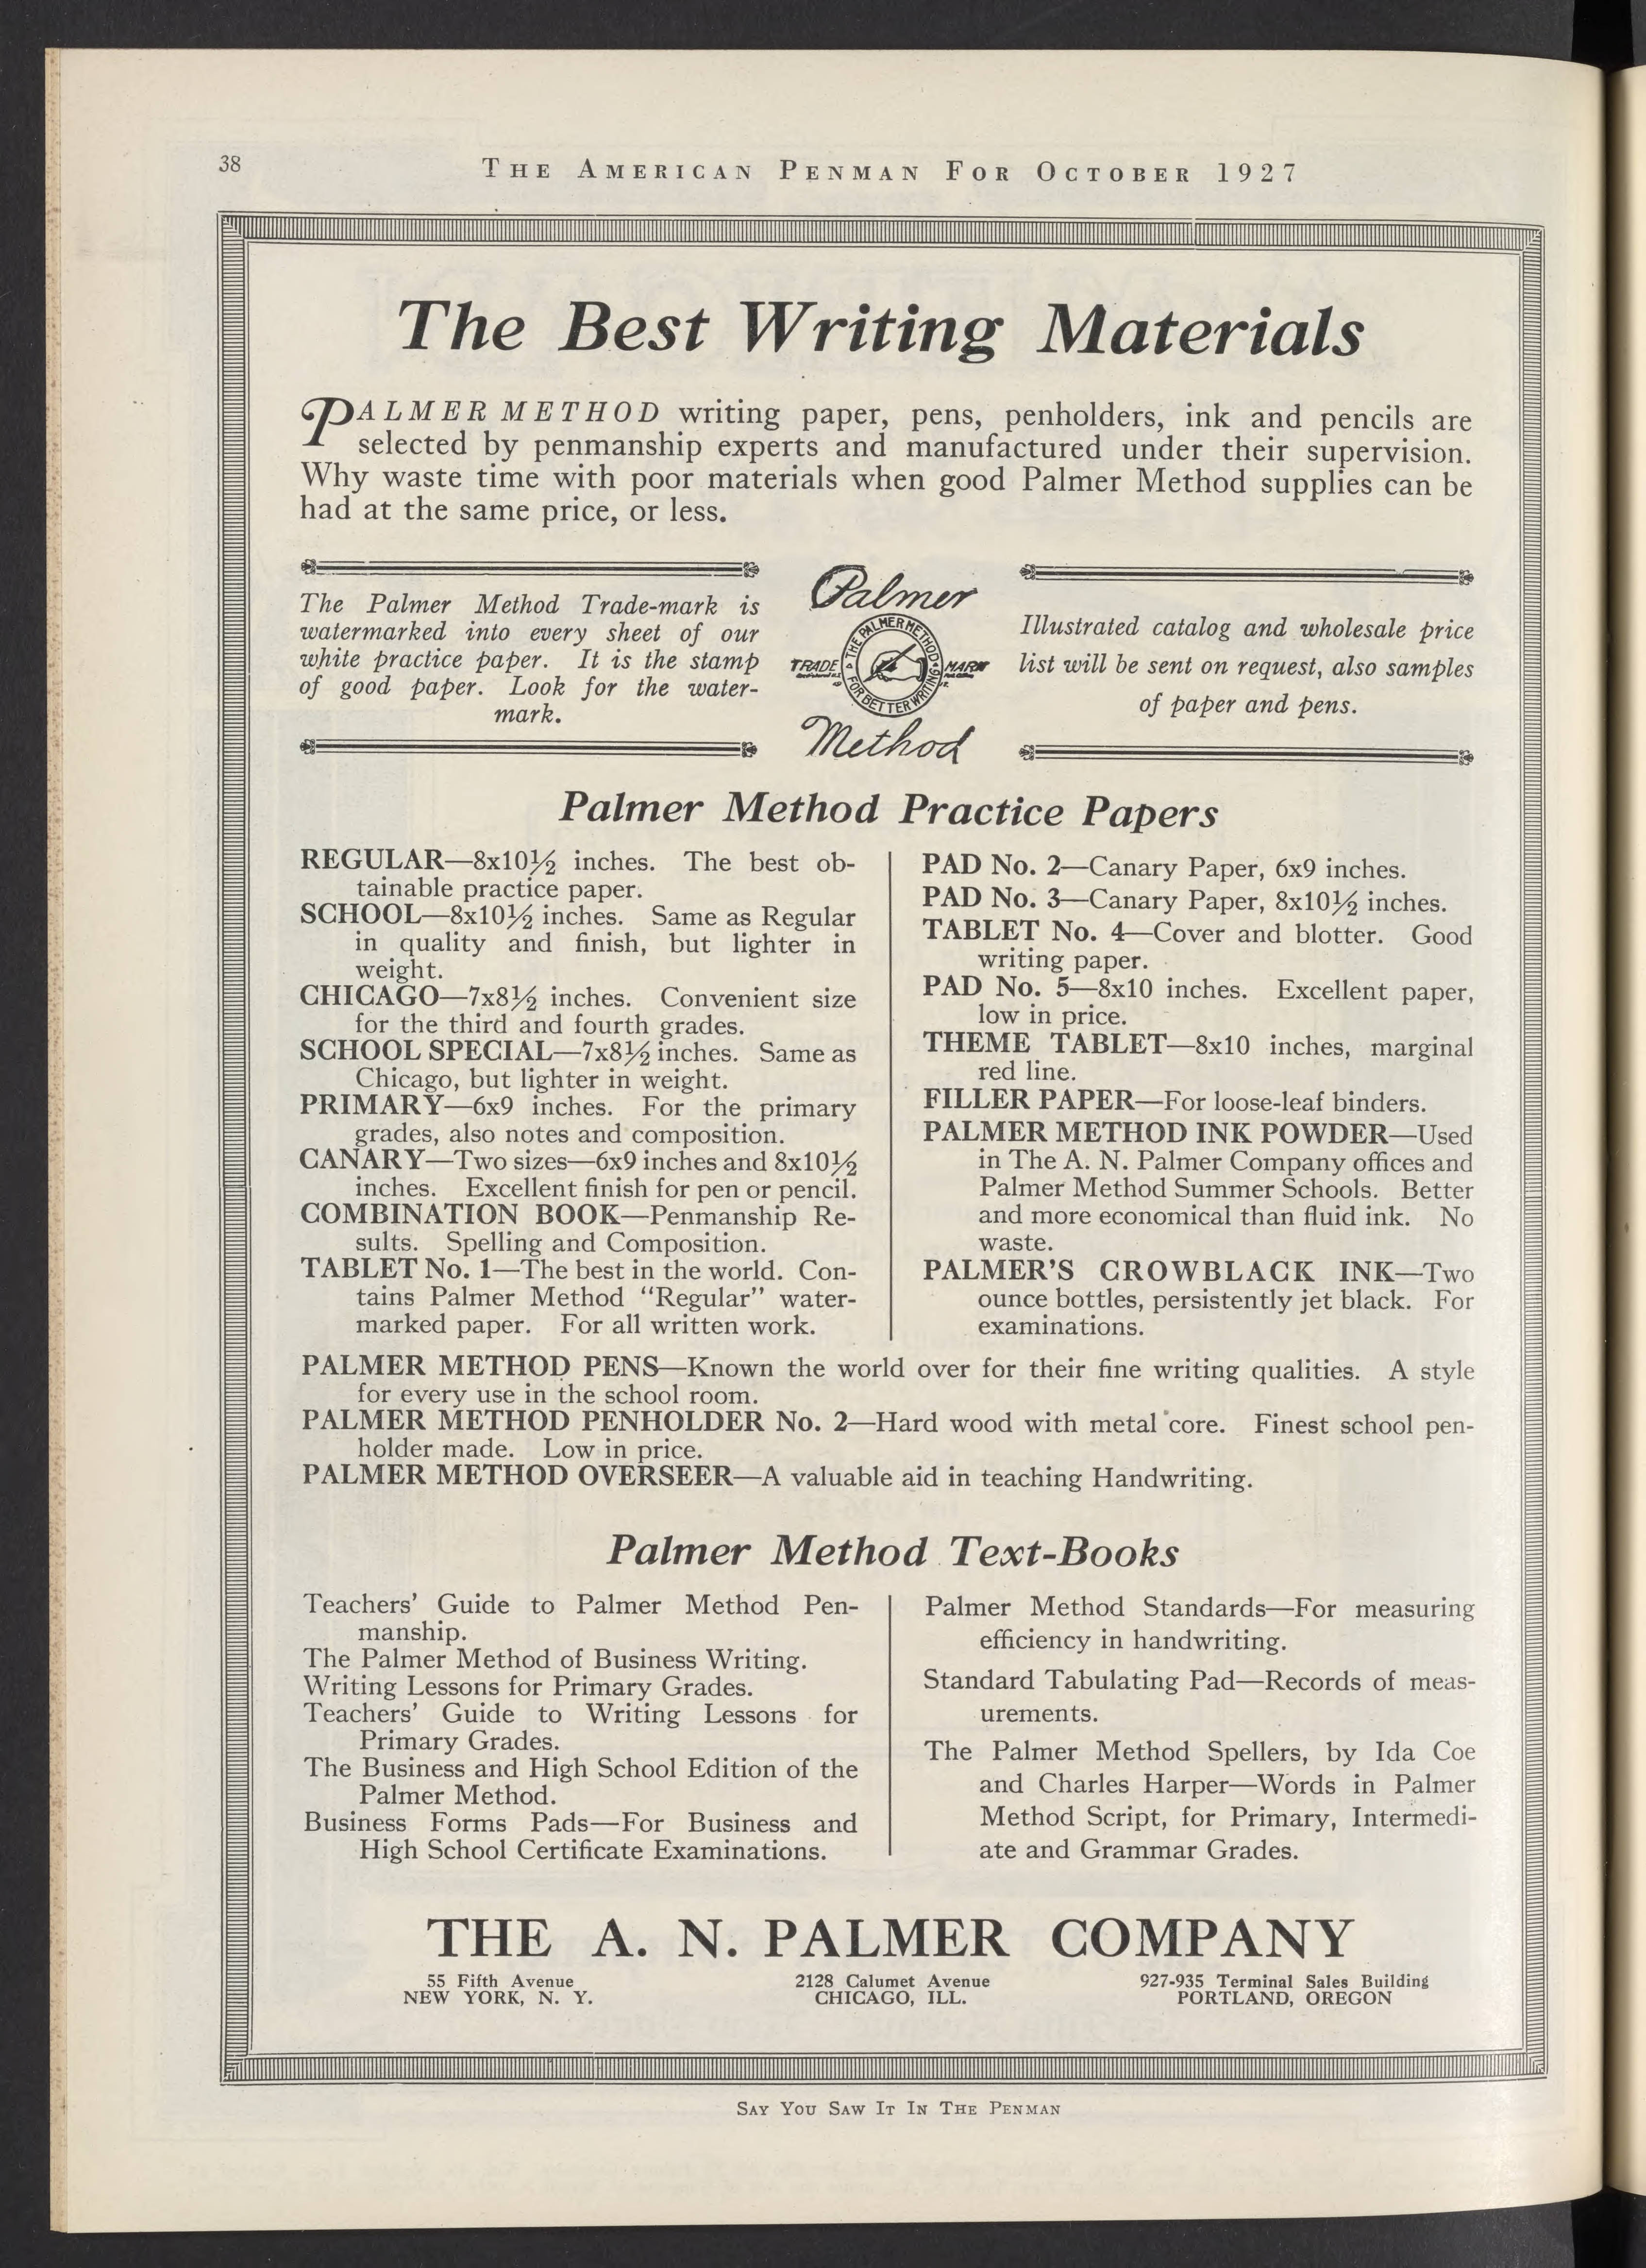 38
THE AMERICAN PENMAN FOR OCTOBER 1927
The Best Writing Materials
PALMER METHOD writing paper, pens, penholders, ink and pencils are
selected by penmanship experts and manufactured under their supervision.
Why waste time with poor materials when good Palmer Method supplies can be
had at the same price, or less.
The Palmer Method Trade-mark is
watermarked into every sheet of our
white practice paper. It is the stamp
of good paper. Look for the water-
mark.
Palmer
THE PALMER METHOD
FOR BETTER WRITING
TRADE MARK
Method
Illustrated catalog and wholesale price
list will be sent on request, also samples
of paper and pens.
Palmer Method Practice Papers
REGULAR—8x10½ inches. The best ob-
tainable practice paper.
SCHOOL—8x10½ inches. Same as Regular
in quality and finish, but lighter in
weight.
CHICAGO—7x8½ inches. Convenient size
for the third and fourth grades.
SCHOOL SPECIAL—7x8½ inches. Same as
Chicago, but lighter in weight.
PRIMARY—6x9 inches. For the primary
grades, also notes and composition.
CANARY—Two sizes—6x9 inches and 8x10½
inches. Excellent finish for pen or pencil.
COMBINATION BOOK—Penmanship Re-
sults. Spelling and Composition.
TABLET No. 1—The best in the world. Con-
tains Palmer Method "Regular" water-
marked paper. For all written work.
PAD No. 2—Canary Paper, 6x9 inches.
PAD No. 3—Canary Paper, 8x10½ inches.
TABLET No. 4—Cover and blotter. Good
writing paper.
PAD No. 5—8x10 inches. Excellent paper,
low in price.
THEME TABLET—8x10 inches, marginal
red line.
FILLER PAPER—For loose-leaf binders.
PALMER METHOD INK POWDER—Used
in The A. N. Palmer Company offices and
Palmer Method Summer Schools. Better
and more economical than fluid ink. No
waste.
PALMER'S CROWBLACK INK—Two
ounce bottles, persistently jet black. For
examinations.
PALMER METHOD PENS—Known the world over for their fine writing qualities. A style
for every use in the school room.
PALMER METHOD PENHOLDER No. 2—Hard wood with metal core. Finest school pen-
holder made. Low in price.
PALMER METHOD OVERSEER—A valuable aid in teaching Handwriting.
Palmer Method Text-Books
Teachers' Guide to Palmer Method Pen-
manship.
The Palmer Method of Business Writing.
Writing Lessons for Primary Grades.
Teachers' Guide to Writing Lessons for
Primary Grades.
The Business and High School Edition of the
Palmer Method.
Business Forms Pads—For Business and
High School Certificate Examinations.
Palmer Method Standards—For measuring
efficiency in handwriting.
Standard Tabulating Pad—Records of meas-
urements.
The Palmer Method Spellers, by Ida Coe
and Charles Harper—Words in Palmer
Method Script, for Primary, Intermedi-
ate and Grammar Grades.
THE A. N. PALMER COMPANY
55 Fifth Avenue
NEW YORK, N. Y.
2128 Calumet Avenue
CHICAGO, ILL.
927-935 Terminal Sales Building
PORTLAND, OREGON
SAY YOU SAW IT IN THE PENMAN